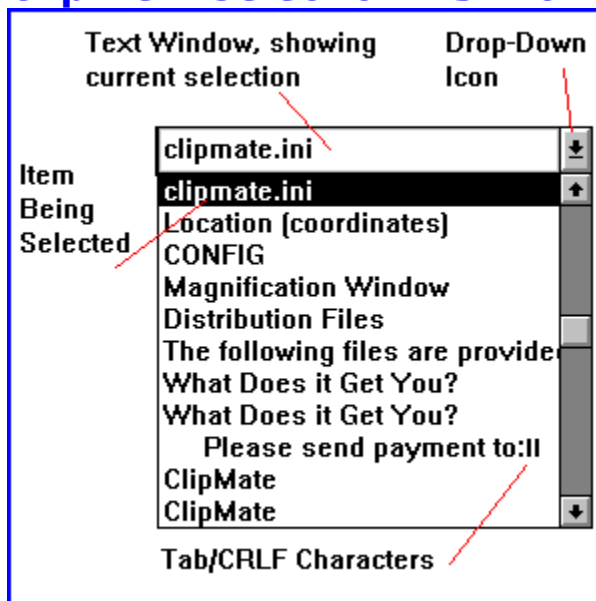 Text Window, showing
current selection
Drop-Down
Icon
clipmate.ini
Item
Being
Selected
clipmate.ini
Location (coordinates)
CONFIG
Magnification Window
Distribution Files
The following files are provide
What Does it Get You?
What Does it Get You?
Please send payment to:II
ClipMate
ClipMate
Tab/CRLF Characters